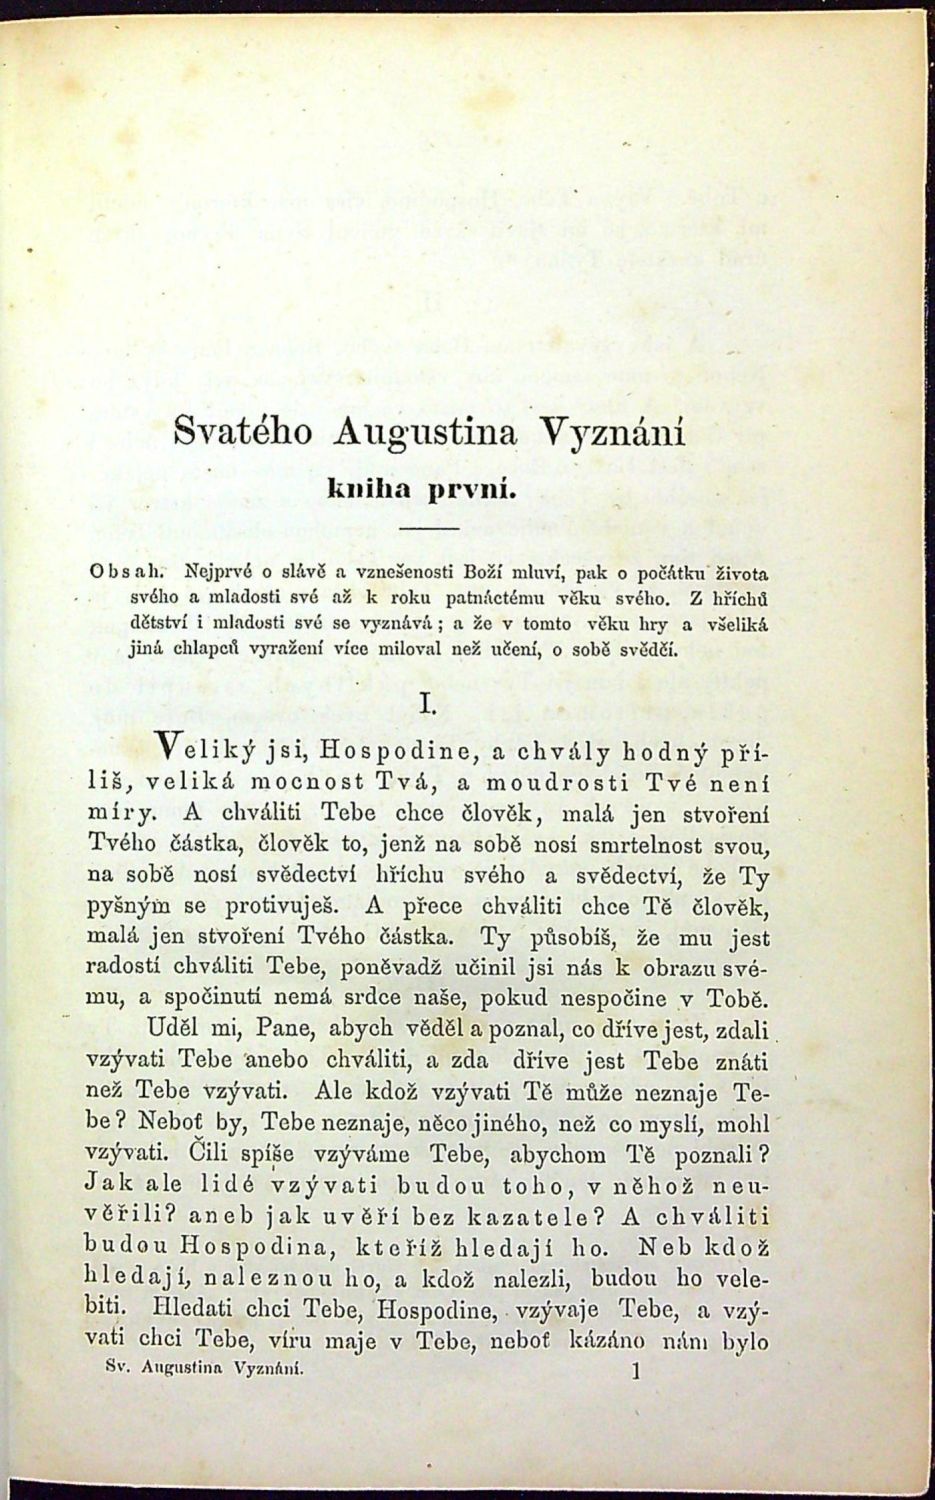 Svatého Augustina Vyznání
kniha první.
Obsah. Nejprvé o slávě a vznešenosti Boží mluví, pak o počátku života
svého a mladosti své až k roku patnáctému věku svého. Z hříchů
dětství i mladosti své se vyznává; a že v tomto věku hry a všeliká
jiná chlapců vyražení více miloval než učení, o sobě svědčí.
I.
Veliký jsi, Hospodine, a chvály hodný pří-
liš, veliká mocnost Tvá, a moudrosti Tvé není
míry. A chváliti Tebe chce člověk, malá jen stvoření
Tvého částka, člověk to, jenž na sobě nosí smrtelnost svou,
na sobě nosí svědectví hříchu svého a svědectví, že Ty
pyšným se protivuješ. A přece chváliti chce Tě člověk,
malá jen stvoření Tvého částka. Ty působíš, že mu jest
radostí chváliti Tebe, poněvadž učinil jsi nás k obrazu své-
mu, a spočinutí nemá srdce naše, pokud nespočine v Tobě.
Uděl mi, Pane, abych věděl a poznal, co dříve jest, zdali
vzývati Tebe anebo chváliti, a zda dříve jest Tebe znáti
než Tebe vzývati. Ale kdož vzývati Tě může neznaje Te-
be? Neboť by, Tebe neznaje, něco jiného, než co myslí, mohl
vzývati. Čili spíše vzýváme Tebe, abychom Tě poznali?
Jak ale lidé vzývati budou toho, v něhož neu-
věřili? aneb jak uvěří bez kazatele? A chváliti
budou Hospodina, kteříž hledají ho. Neb kdož
hledají, naleznou ho, a kdož nalezli, budou ho vele-
biti. Hledati chci Tebe, Hospodine, vzývaje Tebe, a vzý-
vati chci Tebe, víru maje v Tebe, neboť kázáno nám bylo
Sv. Augustina Vyznání. 1